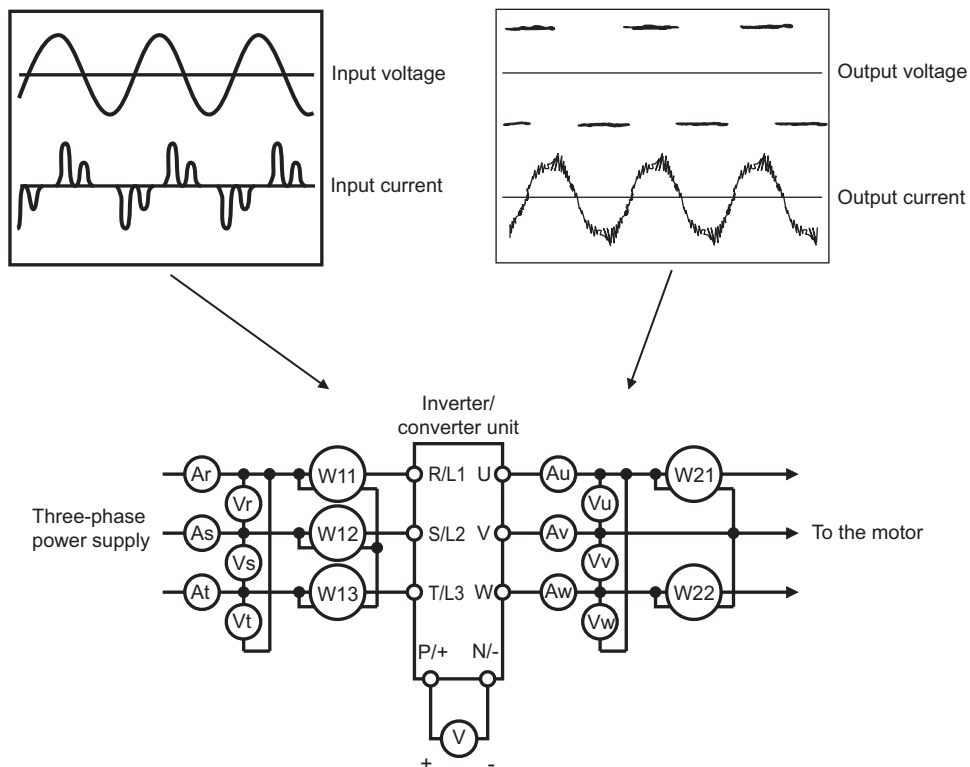 Input voltage
Input current
Output voltage
Output current
Inverter/
converter unit
Ar
W11
R/L1
U
Au
W21
Vr
Vu
Three-phase
power supply
As
W12
S/L2
V
Av
To the motor
Vs
Vv
At
W13
T/L3
W
Aw
W22
Vt
Vw
P/+
N/-
V
+
-